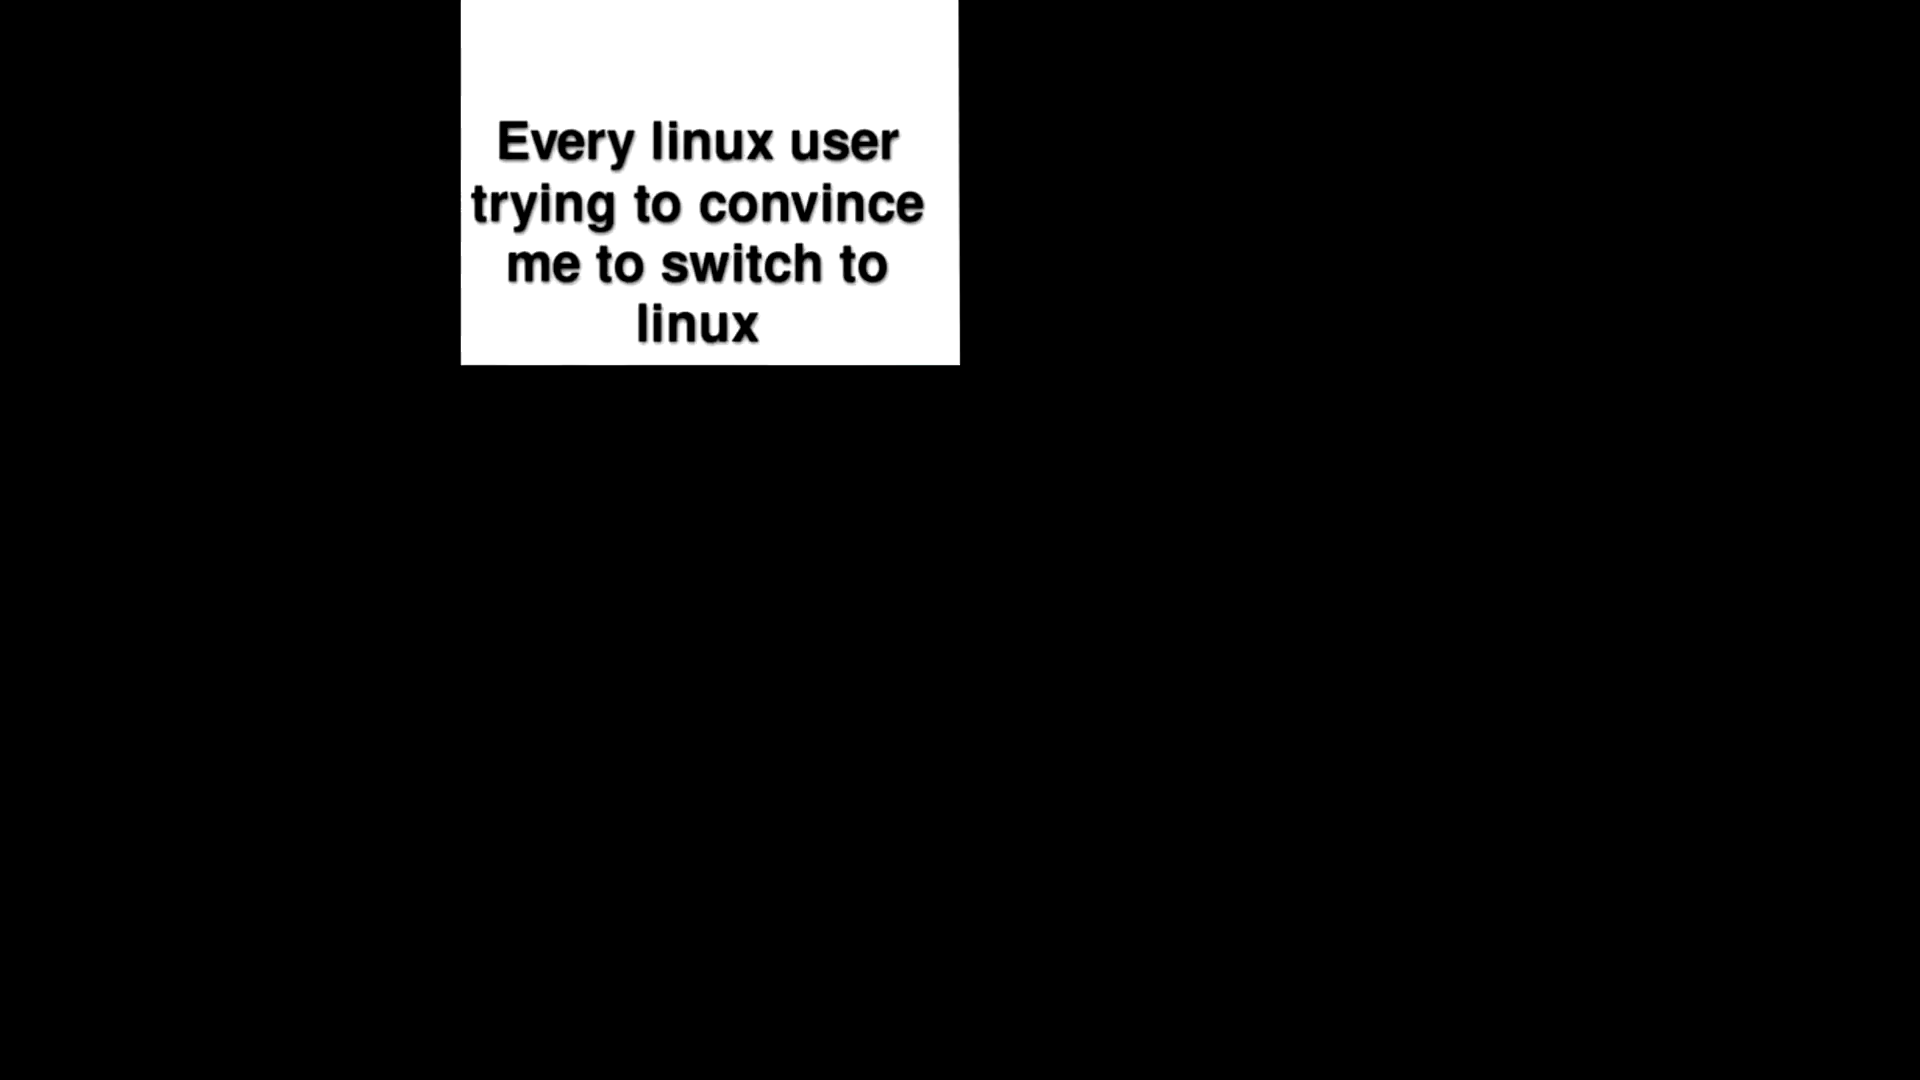 Every linux user
trying to convince
me to switch to
linux